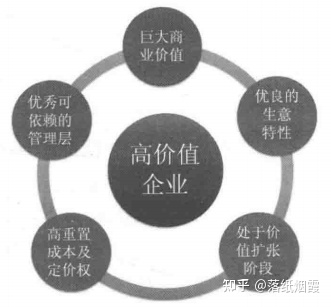 巨大商
业价值
优秀可
依赖的
管理层
优良的
生意
特性
高价值
企业
高重置
成本及
定价权
处于价
值扩张
阶段
知乎 @落纸烟霞